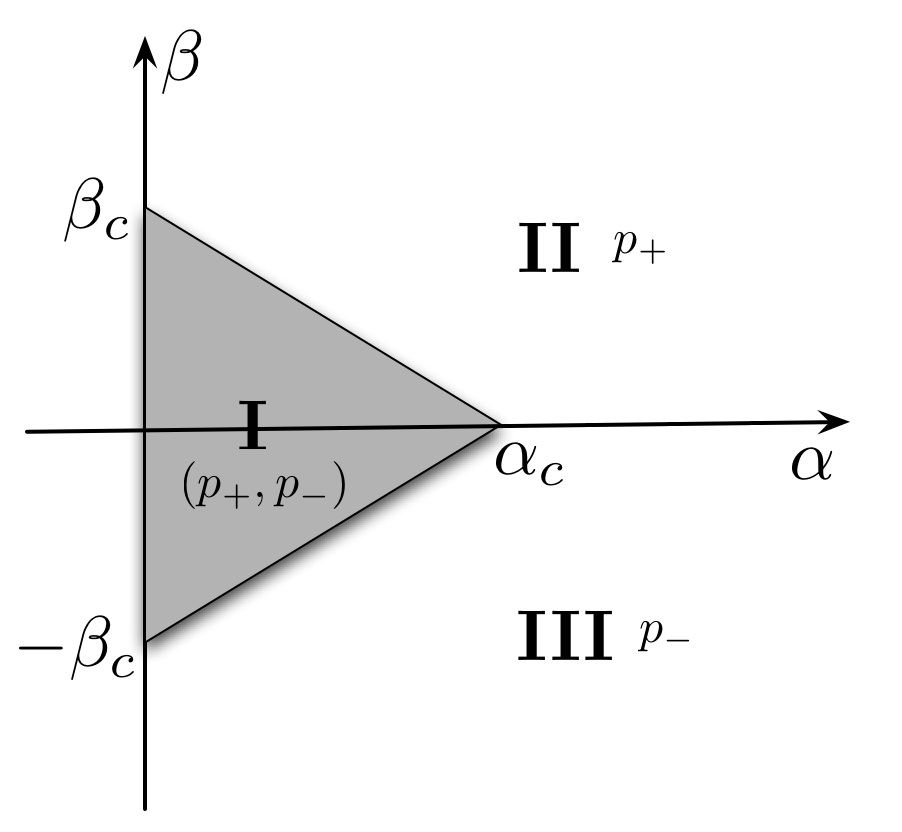 β
β_c
II p_+
I
(p_+, p_-)
α_c
α
-β_c
III p_-